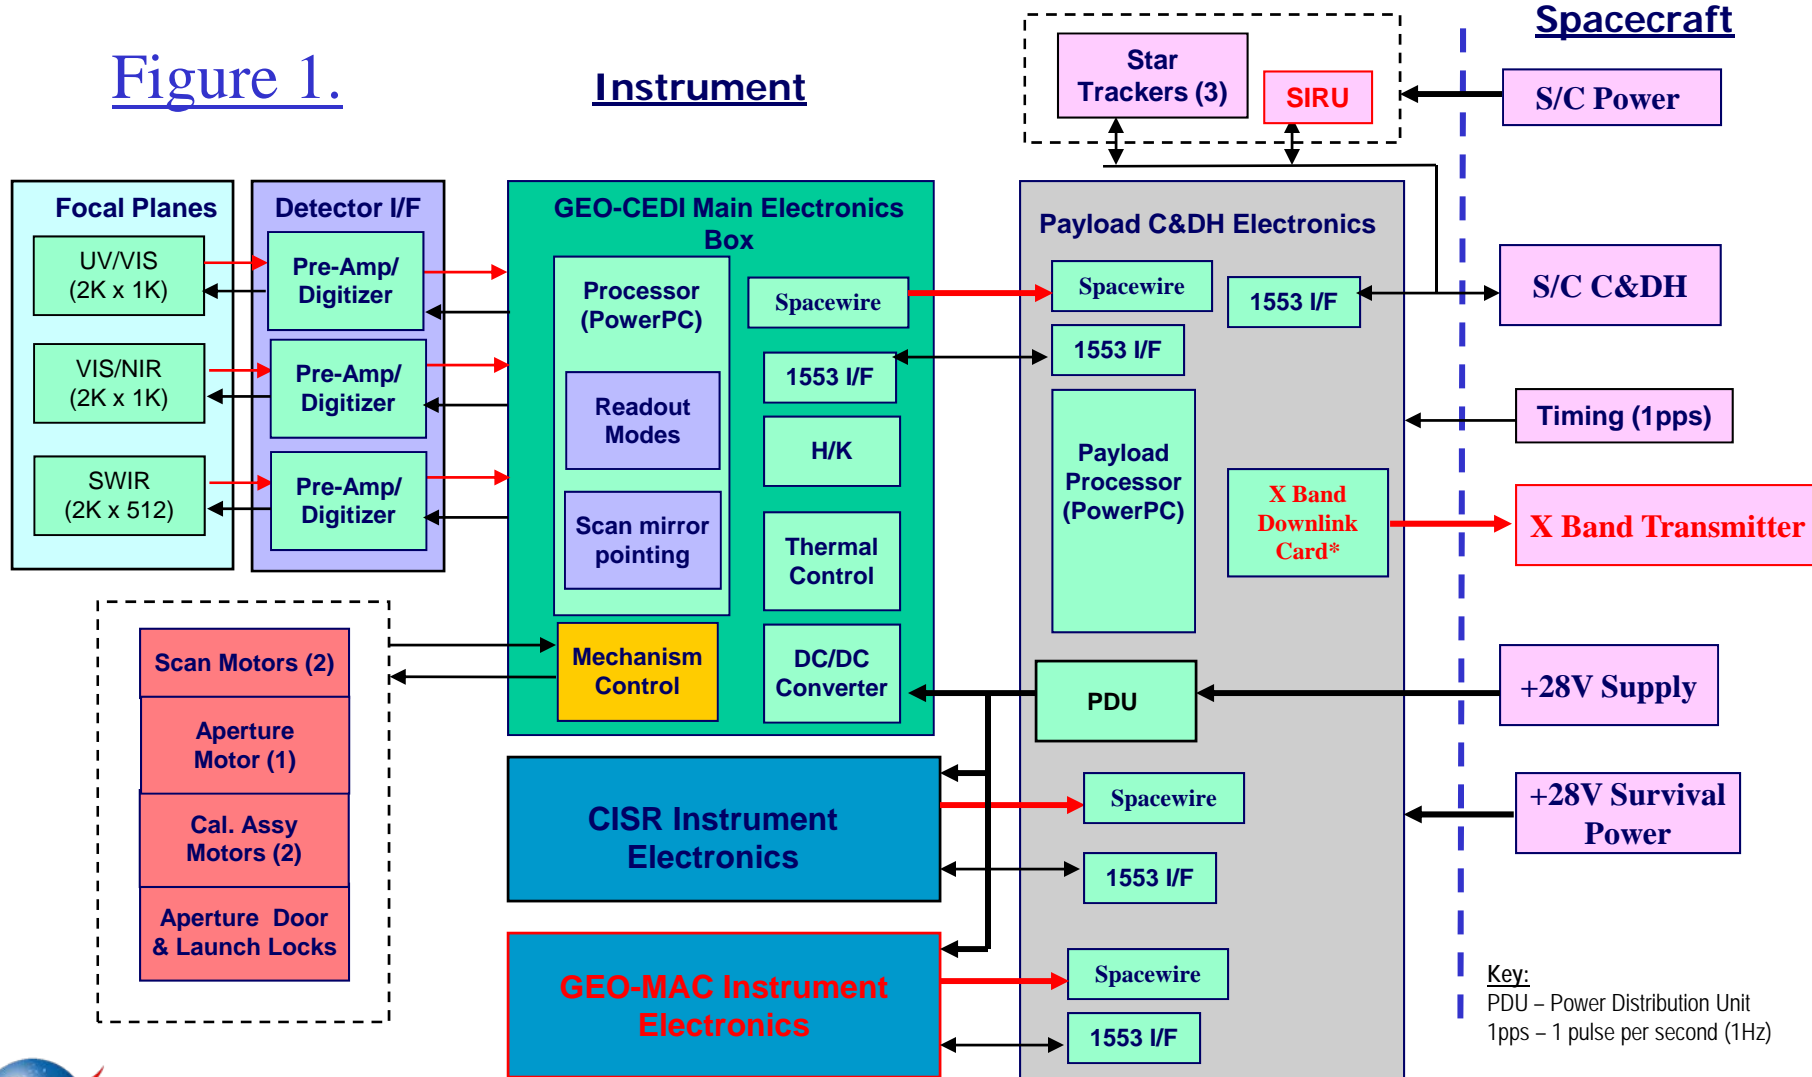 Figure 1.
Instrument
Spacecraft
Star
Trackers (3)
SIRU
S/C Power
Focal Planes
UV/VIS
(2K x 1K)
VIS/NIR
(2K x 1K)
SWIR
(2K x 512)
Detector I/F
Pre-Amp/
Digitizer
Pre-Amp/
Digitizer
Pre-Amp/
Digitizer
GEO-CEDI Main Electronics
Box
Processor
(PowerPC)
Readout
Modes
Scan mirror
pointing
Mechanism
Control
Spacewire
1553 I/F
H/K
Thermal
Control
DC/DC
Converter
Payload C&DH Electronics
Spacewire
1553 I/F
1553 I/F
Payload
Processor
(PowerPC)
X Band
Downlink
Card*
PDU
Spacewire
1553 I/F
Spacewire
1553 I/F
S/C C&DH
Timing (1pps)
X Band Transmitter
+28V Supply
+28V Survival
Power
Scan Motors (2)
Aperture
Motor (1)
Cal. Assy
Motors (2)
Aperture Door
& Launch Locks
CISR Instrument
Electronics
GEO-MAC Instrument
Electronics
Key:
PDU – Power Distribution Unit
1pps – 1 pulse per second (1Hz)